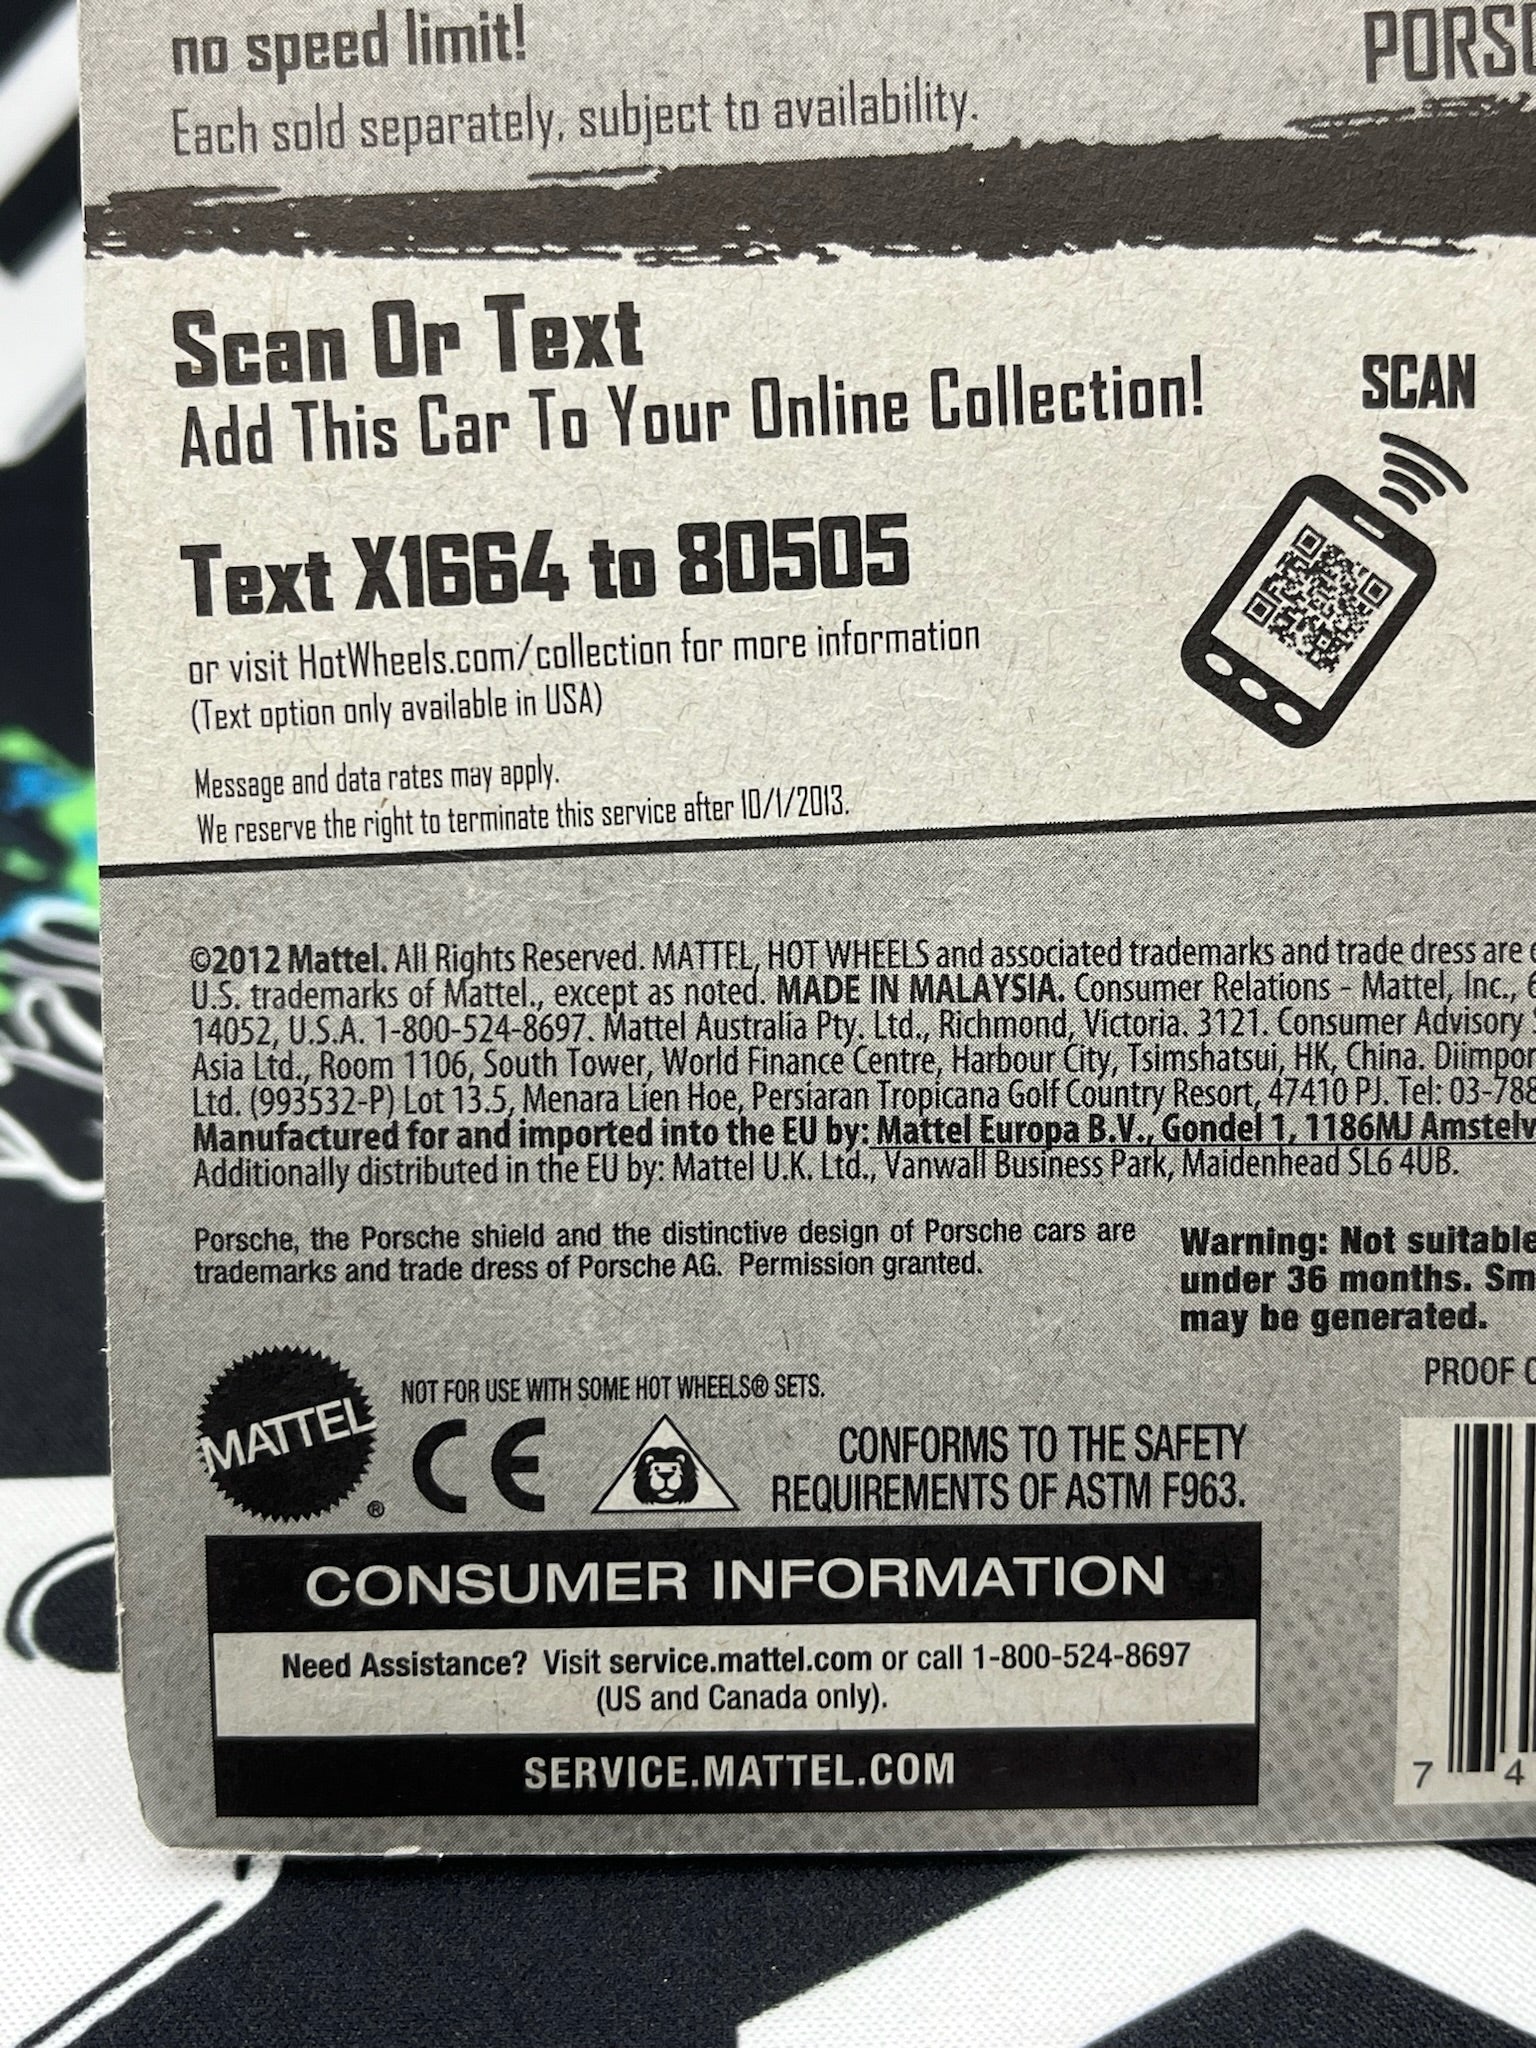 no speed limit!
Each sold separately, subject to availability.
Scan Or Text
Add This Car To Your Online Collection!
SCAN
Text X1664 to 80505
or visit HotWheels.com/collection for more information
(Text option only available in USA)
Message and data rates may apply.
We reserve the right to terminate this service after 10/1/2013.
©2012 Mattel. All Rights Reserved. MATTEL, HOT WHEELS and associated trademarks and trade dress are
U.S. trademarks of Mattel., except as noted. MADE IN MALAYSIA. Consumer Relations - Mattel, Inc., 6
14052, U.S.A. 1-800-524-8697. Mattel Australia Pty. Ltd., Richmond, Victoria. 3121. Consumer Advisory
Asia Ltd., Room 1106, South Tower, World Finance Centre, Harbour City, Tsimshatsui, HK, China. Diimpor
Ltd. (993532-P) Lot 13.5, Menara Lien Hoe, Persiaran Tropicana Golf Country Resort, 47410 PJ. Tel: 03-788
Manufactured for and imported into the EU by: Mattel Europa B.V., Gondel 1, 1186MJ Amstelv
Additionally distributed in the EU by: Mattel U.K. Ltd., Vanwall Business Park, Maidenhead SL6 4UB.
Porsche, the Porsche shield and the distinctive design of Porsche cars are
trademarks and trade dress of Porsche AG. Permission granted.
Warning: Not suitable
under 36 months. Sm
may be generated.
PROOF O
MATTEL ®
NOT FOR USE WITH SOME HOT WHEELS® SETS.
CE
CONFORMS TO THE SAFETY
REQUIREMENTS OF ASTM F963.
CONSUMER INFORMATION
Need Assistance? Visit service.mattel.com or call 1-800-524-8697
(US and Canada only).
SERVICE.MATTEL.COM
7 4